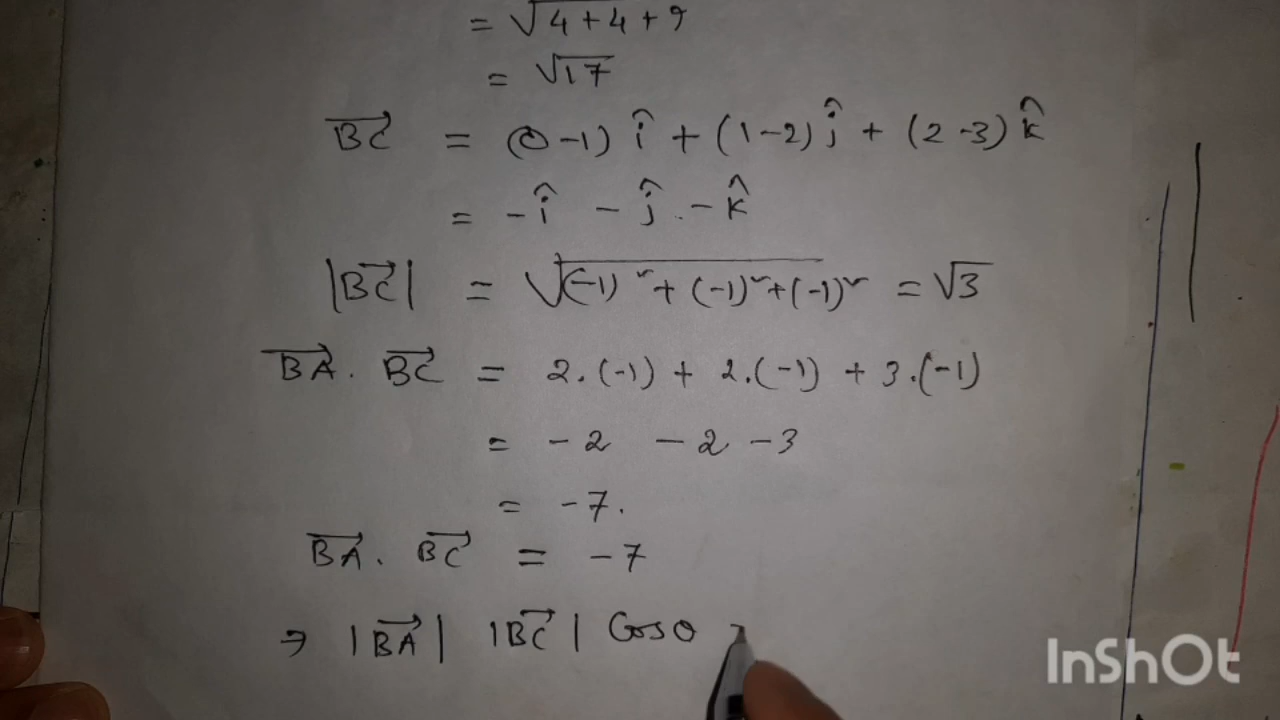 = √4+4+9
= √17
BC = (0-1) î + (1-2) ĵ + (2-3) k̂
= -î - ĵ - k̂
|BC| = √(-1)² + (-1)² + (-1)² = √3
BA . BC = 2.(-1) + 2.(-1) + 3.(-1)
= -2 -2 -3
= -7.
BA . BC = -7
⇒ |BA| |BC| Cosθ
InShOt